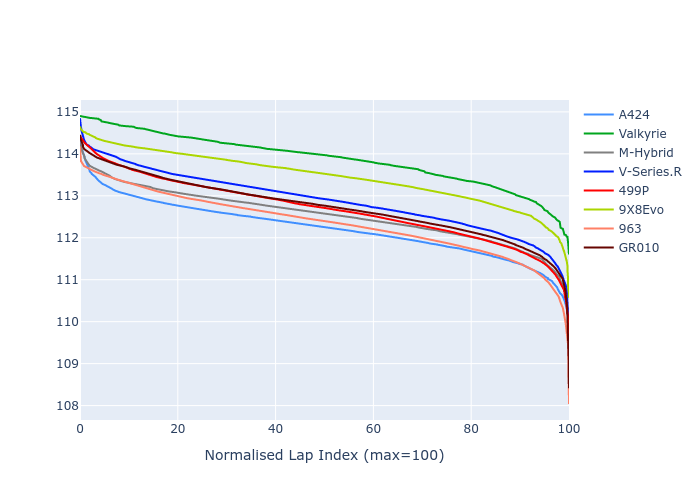 115
114
113
112
111
110
109
108
0
20
40
60
80
100
Normalised Lap Index (max=100)
A424
Valkyrie
M-Hybrid
V-Series.R
499P
9X8Evo
963
GR010